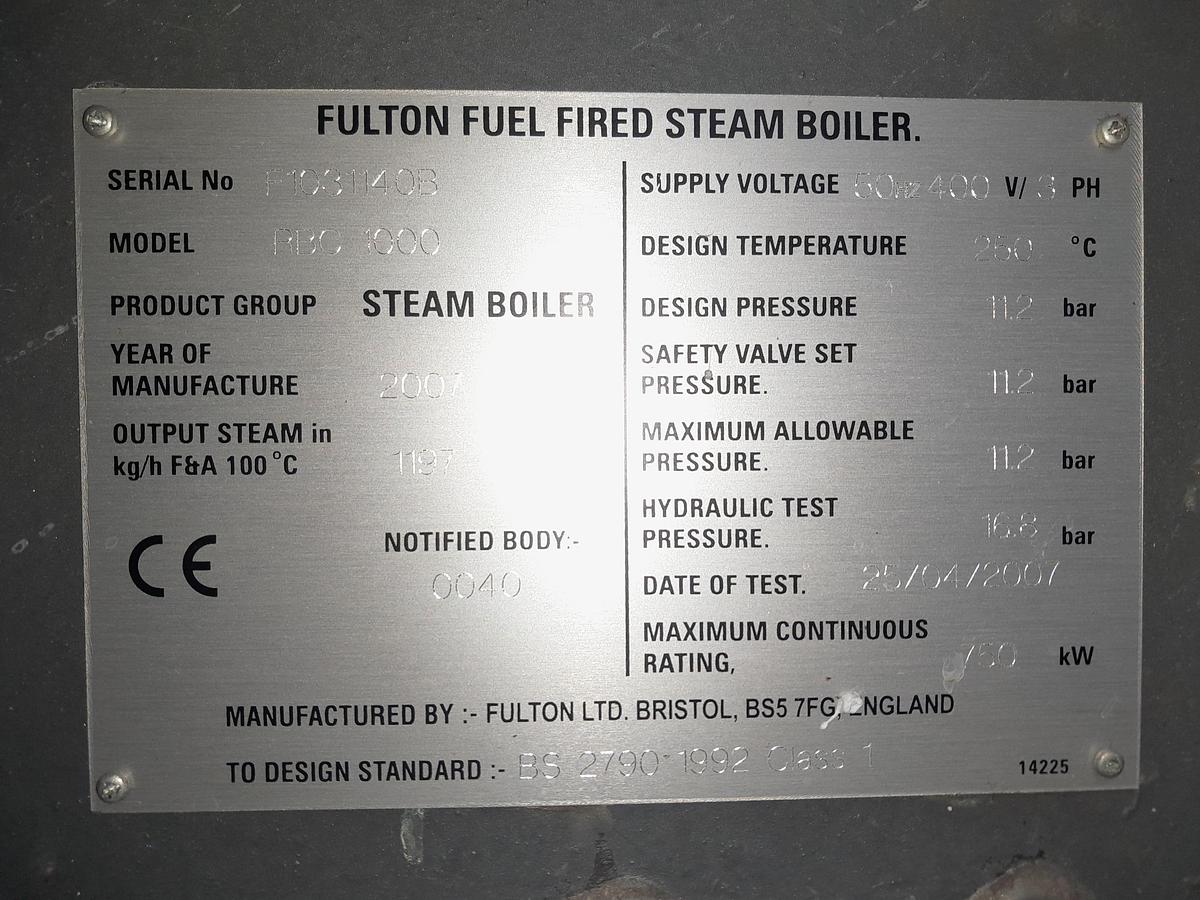 FULTON FUEL FIRED STEAM BOILER.
SERIAL No F1031140B
MODEL RBC 1000
PRODUCT GROUP STEAM BOILER
YEAR OF
MANUFACTURE 2007
OUTPUT STEAM in
kg/h F&A 100°C 1197
CE
NOTIFIED BODY:-
0040
SUPPLY VOLTAGE 50Hz 400 V/ 3 PH
DESIGN TEMPERATURE 250 °C
DESIGN PRESSURE 11.2 bar
SAFETY VALVE SET
PRESSURE. 11.2 bar
MAXIMUM ALLOWABLE
PRESSURE. 11.2 bar
HYDRAULIC TEST
PRESSURE. 16.8 bar
DATE OF TEST. 25/04/2007
MAXIMUM CONTINUOUS
RATING, kW
MANUFACTURED BY :- FULTON LTD. BRISTOL, BS5 7FG, ENGLAND
TO DESIGN STANDARD :- BS 2790-1992 Class 1
14225